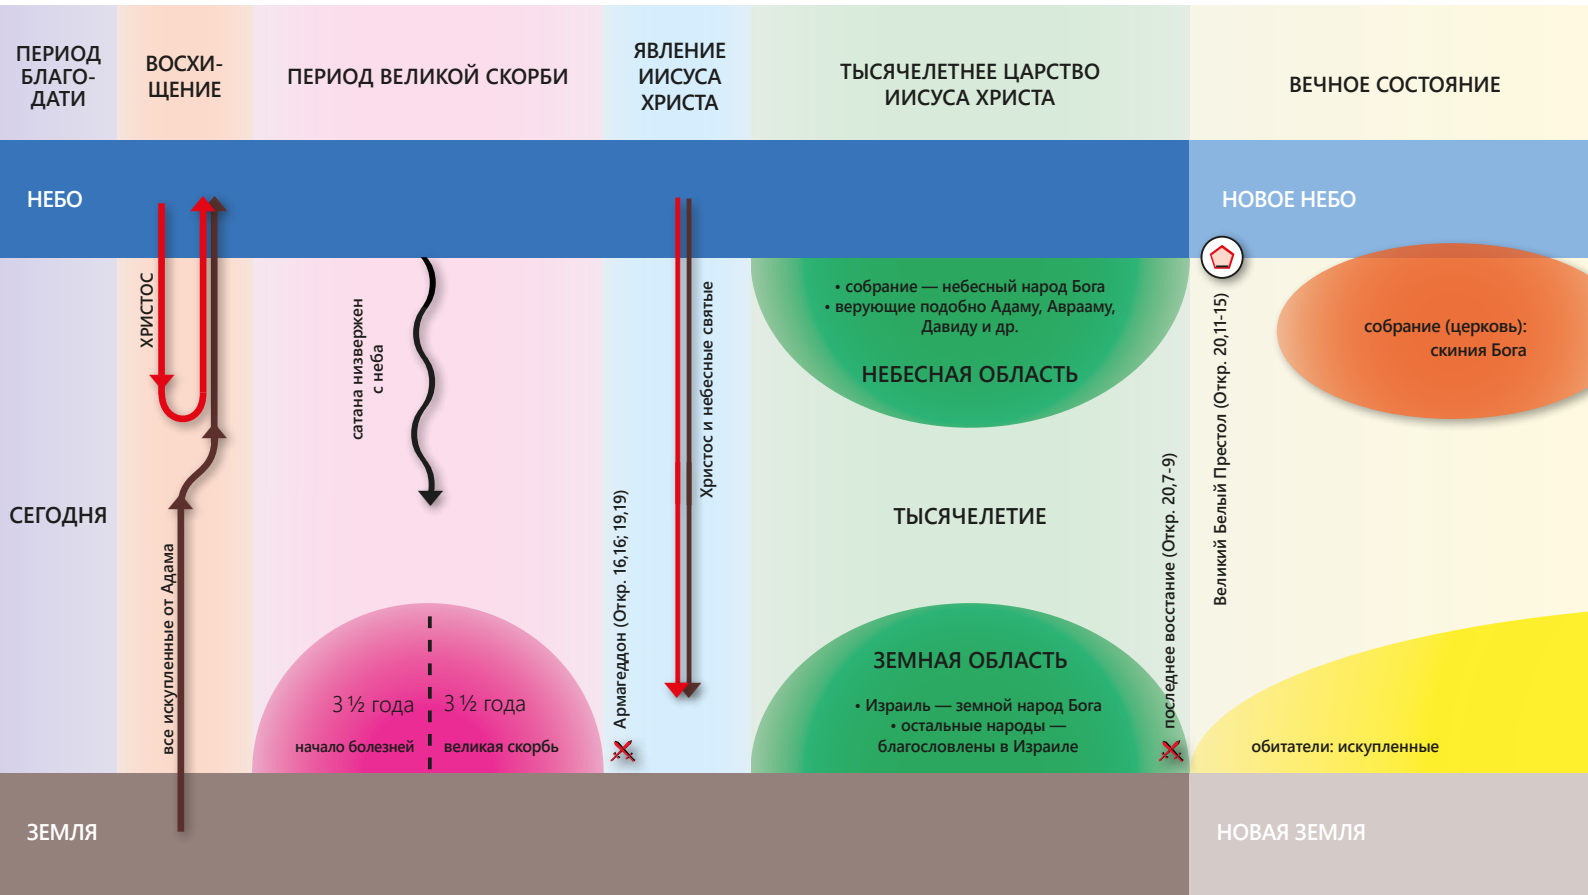 ПЕРИОД
БЛАГО-
ДАТИ
ВОСХИ-
ЩЕНИЕ
ПЕРИОД ВЕЛИКОЙ СКОРБИ
ЯВЛЕНИЕ
ИИСУСА
ХРИСТА
ТЫСЯЧЕЛЕТНЕЕ ЦАРСТВО
ИИСУСА ХРИСТА
ВЕЧНОЕ СОСТОЯНИЕ
НЕБО
НОВОЕ НЕБО
СЕГОДНЯ
ХРИСТОС
все искупленные от Адама
сатана низвержен
с неба
3 ½ года
начало болезней
3 ½ года
великая скорбь
Армагеддон (Откр. 16,16; 19,19)
Христос и небесные святые
• собрание — небесный народ Бога
• верующие подобно Адаму, Аврааму,
Давиду и др.
НЕБЕСНАЯ ОБЛАСТЬ
ТЫСЯЧЕЛЕТИЕ
ЗЕМНАЯ ОБЛАСТЬ
• Израиль — земной народ Бога
• остальные народы —
благословлены в Израиле
последнее восстание (Откр. 20,7-9)
Великий Белый Престол (Откр. 20,11-15)
собрание (церковь):
скиния Бога
обитатели: искупленные
ЗЕМЛЯ
НОВАЯ ЗЕМЛЯ